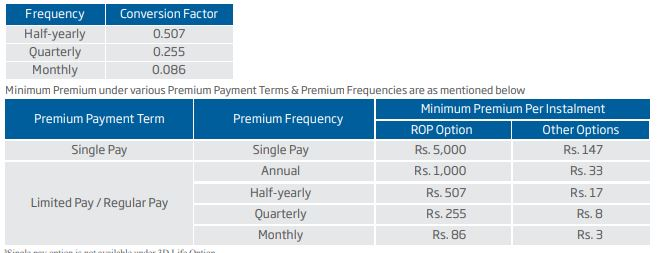 Frequency Conversion Factor
Half-yearly 0.507
Quarterly 0.255
Monthly 0.086
Minimum Premium under various Premium Payment Terms & Premium Frequencies are as mentioned below
Premium Payment Term Premium Frequency Minimum Premium Per Instalment
ROP Option Other Options
Single Pay Single Pay Rs. 5,000 Rs. 147
Limited Pay / Regular Pay Annual Rs. 1,000 Rs. 33
Half-yearly Rs. 507 Rs. 17
Quarterly Rs. 255 Rs. 8
Monthly Rs. 86 Rs. 3
Single pay option is not available under 3D Life Option